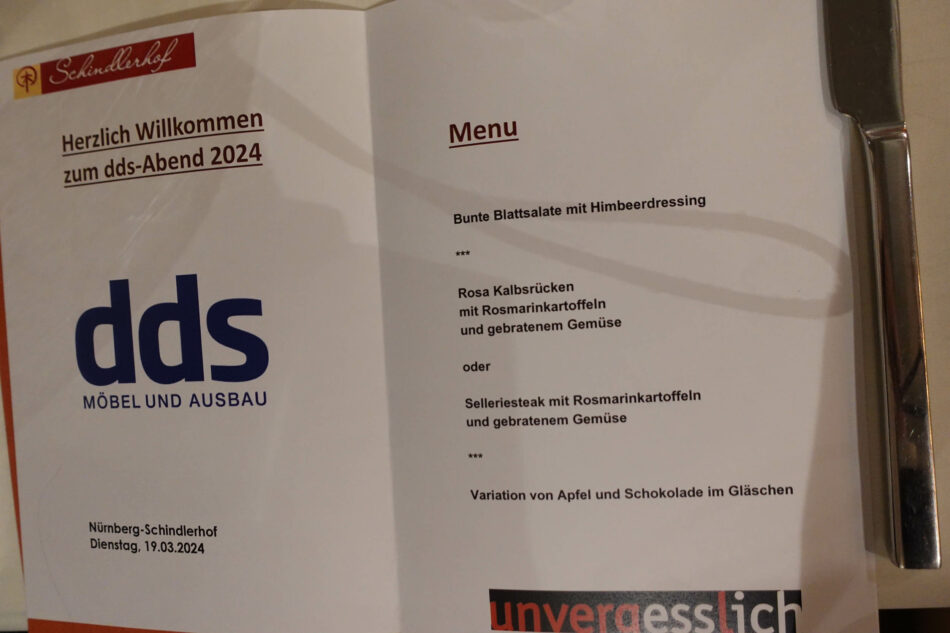 Schindlerhof
Herzlich Willkommen
zum dds-Abend 2024
dds
MÖBEL UND AUSBAU
Nürnberg-Schindlerhof
Dienstag, 19.03.2024
Menu
Bunte Blattsalate mit Himbeerdressing
***
Rosa Kalbsrücken
mit Rosmarinkartoffeln
und gebratenem Gemüse
oder
Selleriesteak mit Rosmarinkartoffeln
und gebratenem Gemüse
***
Variation von Apfel und Schokolade im Gläschen
unvergesslich